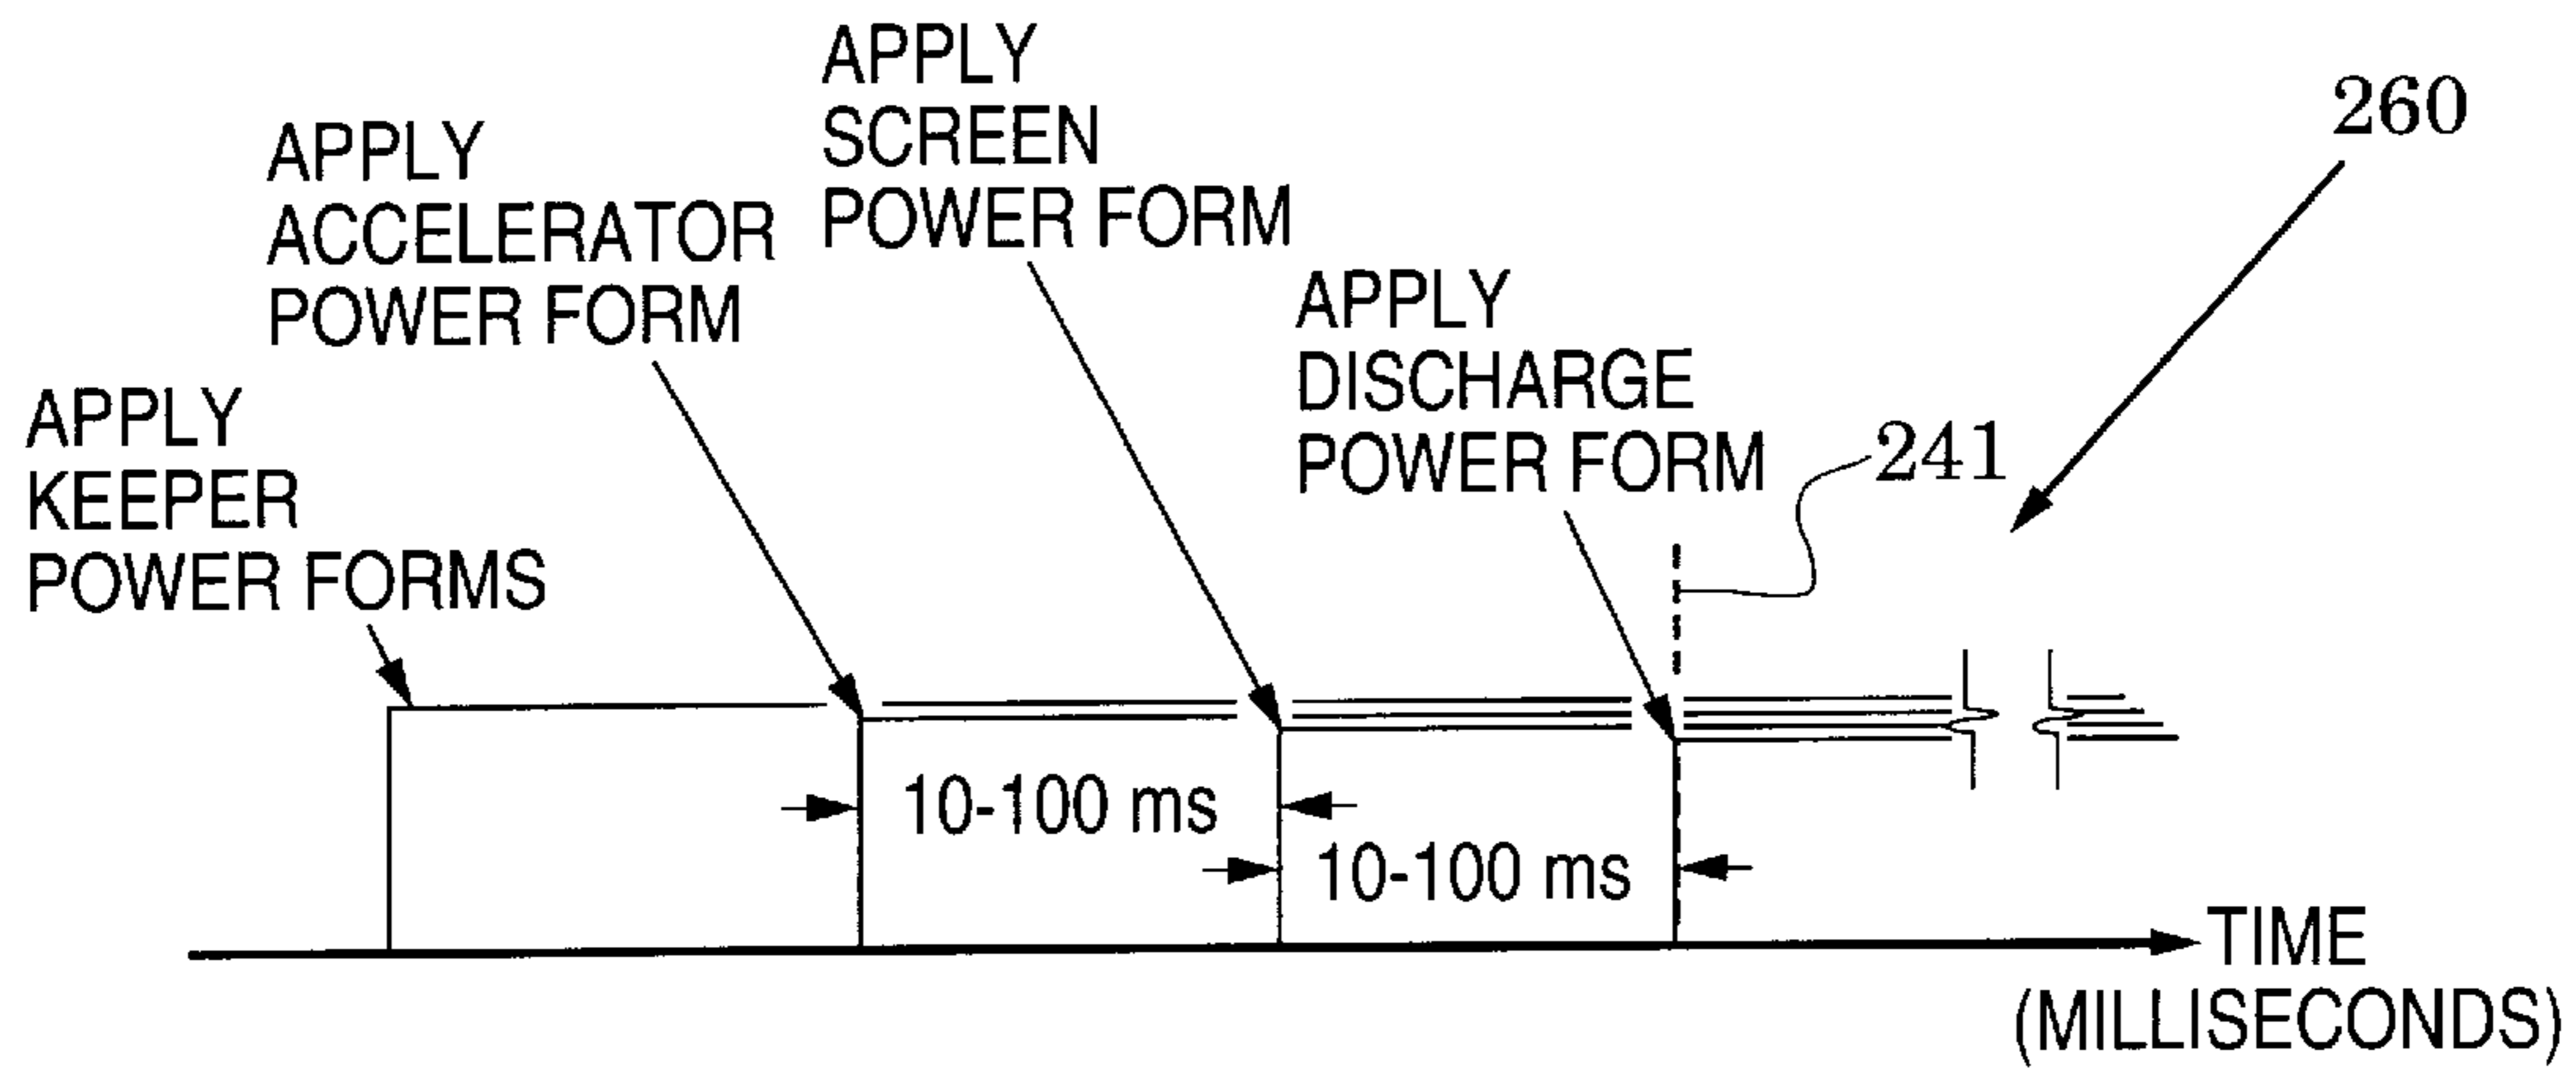 APPLY
KEEPER
POWER FORMS
APPLY
ACCELERATOR
POWER FORM
APPLY
SCREEN
POWER FORM
APPLY
DISCHARGE
POWER FORM
241
260
10-100 ms
10-100 ms
TIME
(MILLISECONDS)